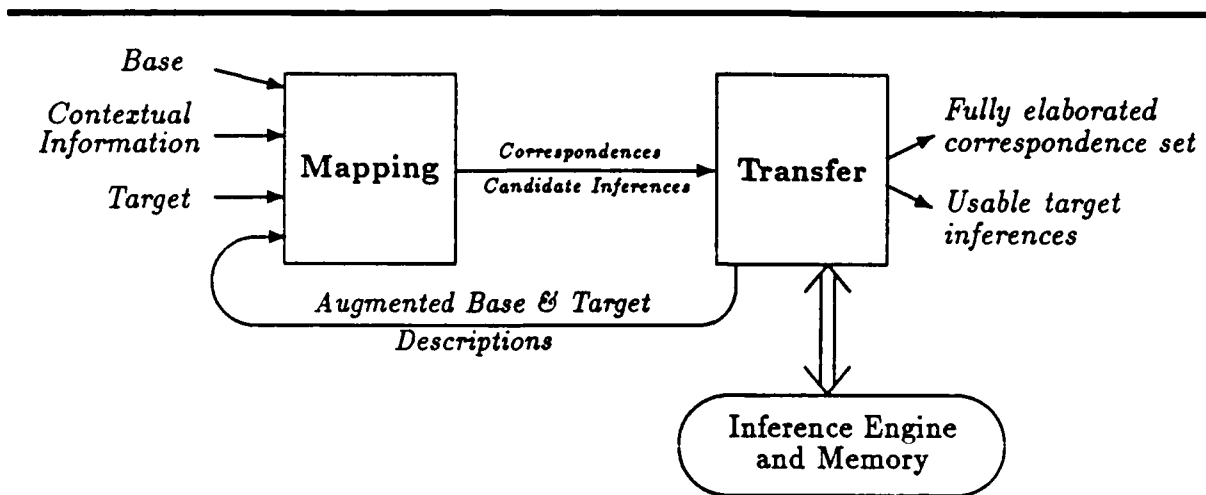 Base
Contextual
Information
Target
Mapping
Correspondences
Candidate Inferences
Transfer
Fully elaborated
correspondence set
Usable target
inferences
Augmented Base & Target
Descriptions
Inference Engine
and Memory